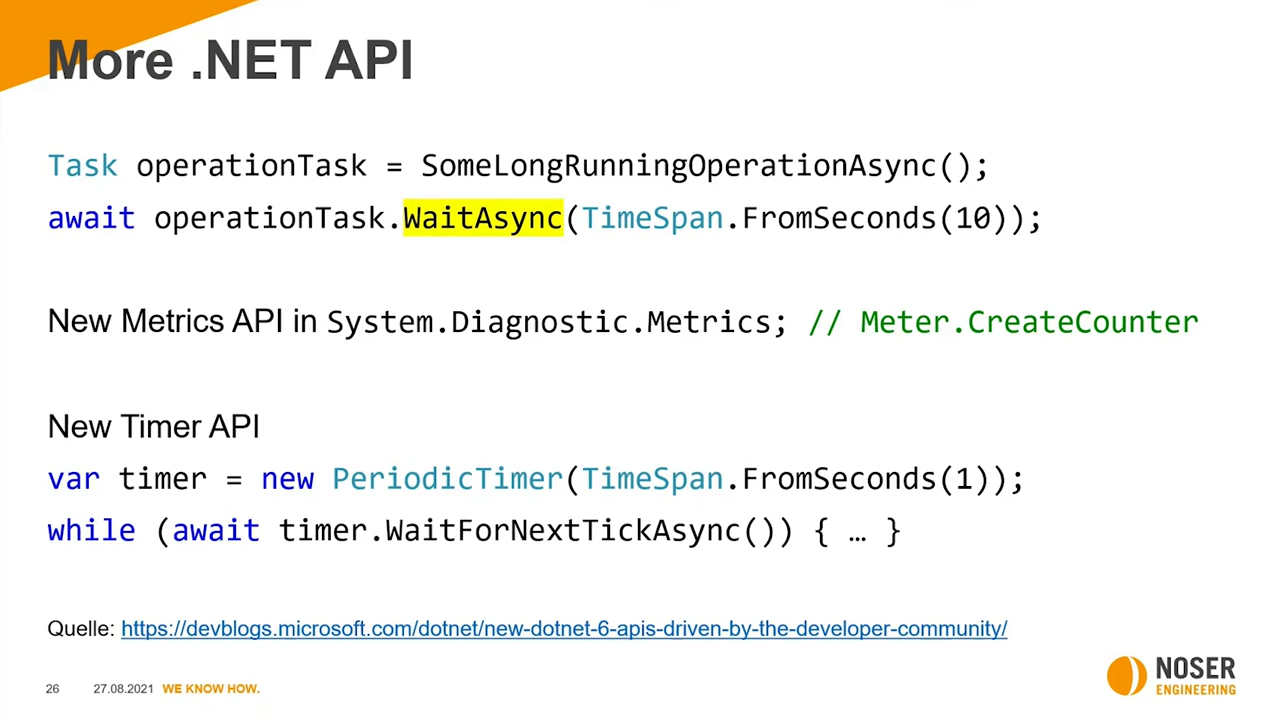 More .NET API
Task operationTask = SomeLongRunningOperationAsync();
await operationTask.WaitAsync(TimeSpan.FromSeconds(10));
New Metrics API in System.Diagnostic.Metrics; // Meter.CreateCounter
New Timer API
var timer = new PeriodicTimer(TimeSpan.FromSeconds(1));
while (await timer.WaitForNextTickAsync()) { … }
Quelle: https://devblogs.microsoft.com/dotnet/new-dotnet-6-apis-driven-by-the-developer-community/
26 27.08.2021 WE KNOW HOW.
NOSER
ENGINEERING